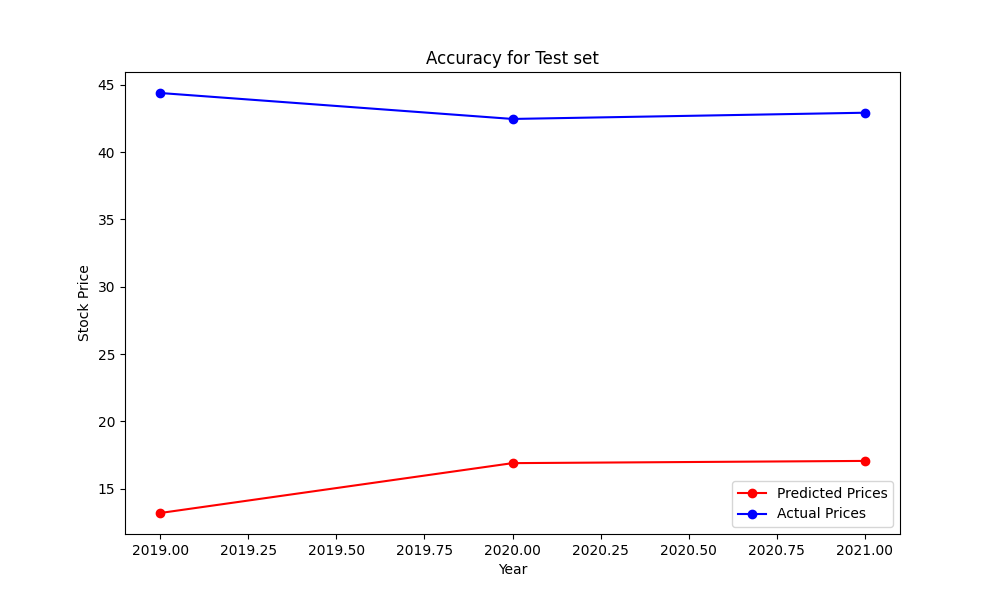 Accuracy for Test set
Stock Price
45
40
35
30
25
20
15
Predicted Prices
Actual Prices
2019.00 2019.25 2019.50 2019.75 2020.00 2020.25 2020.50 2020.75 2021.00
Year